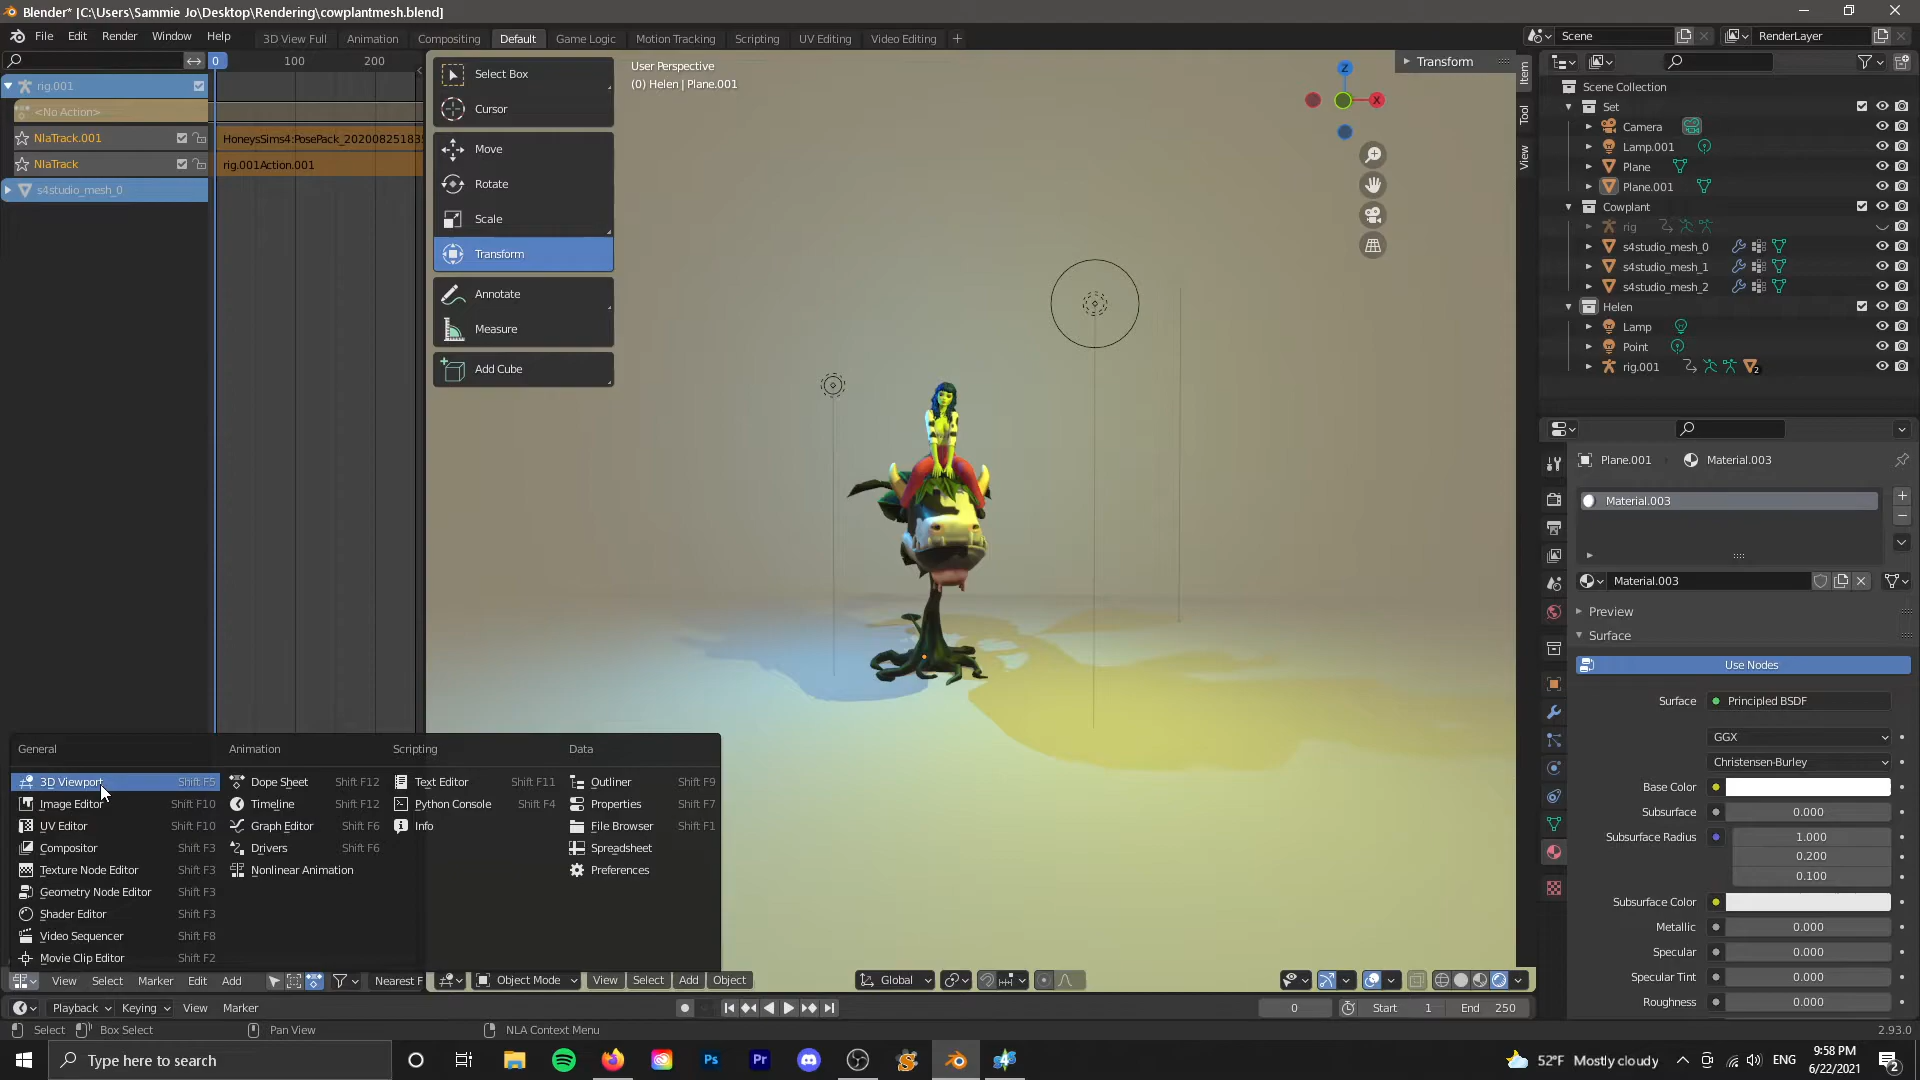 Blender* [C:\Users\Sammie Jo\Desktop\Rendering\cowplantmesh.blend]
File Edit Render Window Help
3D View Full Animation Compositing Default Game Logic Motion Tracking Scripting UV Editing Video Editing +
Scene
RenderLayer
0 100 200
rig.001
<No Action>
NlaTrack.001
HoneysSims4:PosePack_202008251835
NlaTrack
rig.001Action.001
s4studio_mesh_0
Select Box
Cursor
Move
Rotate
Scale
Transform
Annotate
Measure
Add Cube
User Perspective
(0) Helen | Plane.001
Z
X
Transform
Item
Tool
View
Scene Collection
Set
Camera
Lamp.001
Plane
Plane.001
Cowplant
rig
s4studio_mesh_0
s4studio_mesh_1
s4studio_mesh_2
Helen
Lamp
Point
rig.001
2
Plane.001
Material.003
Material.003
Material.003
Preview
Surface
Use Nodes
Surface Principled BSDF
GGX
Christensen-Burley
Base Color
Subsurface 0.000
Subsurface Radius 1.000
0.200
0.100
Subsurface Color
Metallic 0.000
Specular 0.000
Specular Tint 0.000
Roughness 0.000
General Animation Scripting Data
3D Viewport Shift F5 Dope Sheet Shift F12 Text Editor Shift F11 Outliner Shift F9
Image Editor Shift F10 Timeline Shift F12 Python Console Shift F4 Properties Shift F7
UV Editor Shift F10 Graph Editor Shift F6 Info File Browser Shift F1
Compositor Shift F3 Drivers Shift F6 Spreadsheet
Texture Node Editor Shift F3 Nonlinear Animation Preferences
Geometry Node Editor Shift F3
Shader Editor Shift F3
Video Sequencer Shift F8
Movie Clip Editor Shift F2
View Select Marker Edit Add Nearest F
Object Mode View Select Add Object Global
Playback Keying View Marker 0 Start 1 End 250
Select Box Select Pan View NLA Context Menu 2.93.0
Type here to search
Ps
Pr
4
52°F Mostly cloudy
ENG
9:58 PM
6/22/2021
2